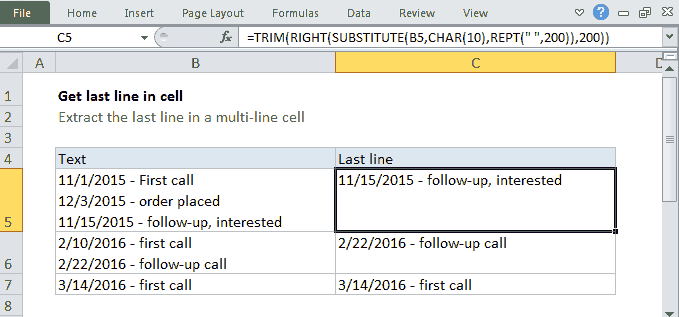 File Home Insert Page Layout Formulas Data Review View
C5 fx =TRIM(RIGHT(SUBSTITUTE(B5,CHAR(10),REPT(" ",200)),200))
A B C D
1 Get last line in cell
2 Extract the last line in a multi-line cell
3
4 Text Last line
11/1/2015 - First call 11/15/2015 - follow-up, interested
12/3/2015 - order placed
5 11/15/2015 - follow-up, interested
2/10/2016 - first call 2/22/2016 - follow-up call
6 2/22/2016 - follow-up call
7 3/14/2016 - first call 3/14/2016 - first call
8